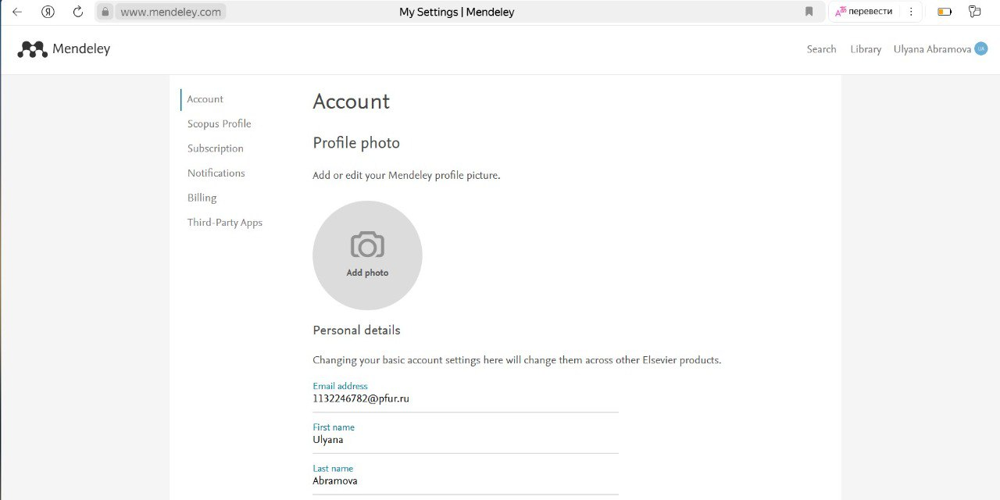 Я www.mendeley.com My Settings | Mendeley перевести
Mendeley Search Library Ulyana Abramova UA
Account
Scopus Profile
Subscription
Notifications
Billing
Third-Party Apps
Account
Profile photo
Add or edit your Mendeley profile picture.
Add photo
Personal details
Changing your basic account settings here will change them across other Elsevier products.
Email address
1132246782@pfur.ru
First name
Ulyana
Last name
Abramova